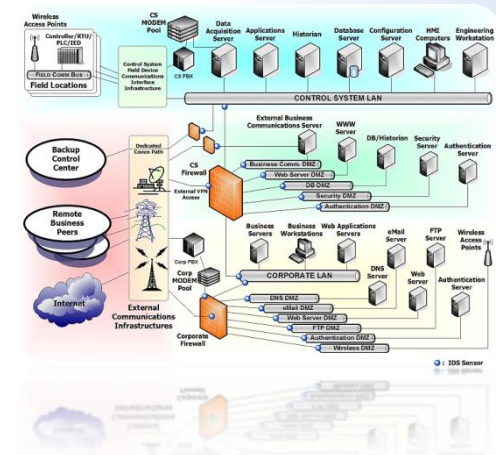 Wireless
Access Points
Controller/RTU/
PLC/IED
FIELD COMM BUS
Field Locations
Control System
Field Device
Communications
Interface
Infrastructure
CS
MODEM
Pool
CS PBX
Data
Acquisition
Server
Applications
Server
Historian
Database
Server
Configuration
Server
HMI
Computers
Engineering
Workstation
CONTROL SYSTEM LAN
External Business
Communications Server
WWW
Server
DB/Historian
Security
Server
Authentication
Server
Backup
Control
Center
Dedicated
Comm Path
CS
Firewall
External VPN
Access
Business Comm. DMZ
Web Server DMZ
DB DMZ
Security DMZ
Authentication DMZ
Remote
Business
Peers
Corp PBX
Corp
MODEM
Pool
Business
Servers
Business
Workstations
Web Applications
Servers
eMail
Server
FTP
Server
Wireless
Access
Points
CORPORATE LAN
DNS
Server
Web
Server
Authentication
Server
Internet
External
Communications
Infrastructures
Corporate
Firewall
DNS DMZ
eMail DMZ
Web Server DMZ
FTP DMZ
Authentication DMZ
Wireless DMZ
: IDS Sensor